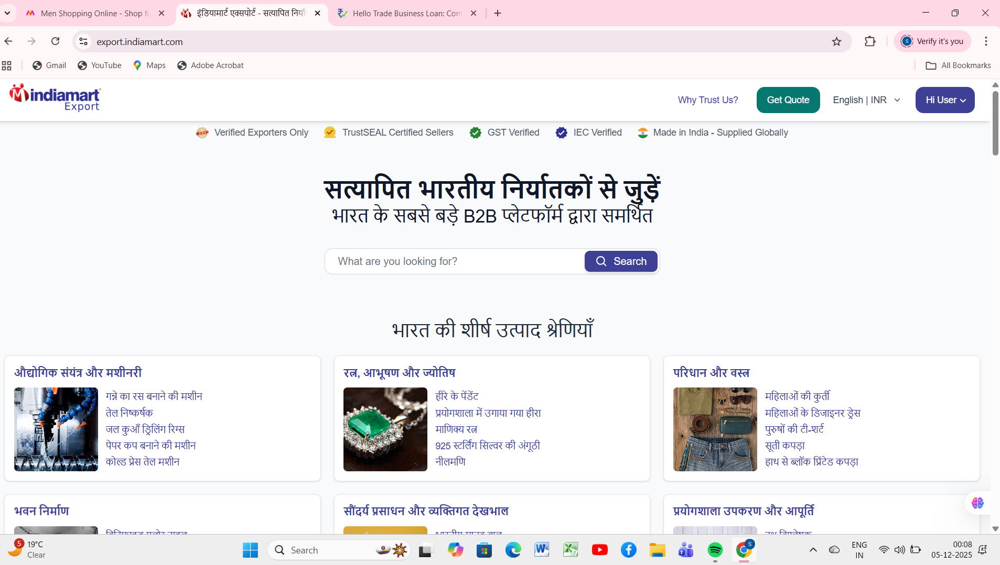 Men Shopping Online - Shop fo
इंडियामार्ट एक्सपोर्ट - सत्यापित निर्या
Hello Trade Business Loan: Com
export.indiamart.com
S
Verify it's you
Gmail
YouTube
Maps
Adobe Acrobat
All Bookmarks
indiamart
Export
Why Trust Us?
Get Quote
English | INR
Hi User
Verified Exporters Only
TrustSEAL Certified Sellers
GST Verified
IEC Verified
Made in India - Supplied Globally
सत्यापित भारतीय निर्यातकों से जुड़ें
भारत के सबसे बड़े B2B प्लेटफॉर्म द्वारा समर्थित
What are you looking for?
Search
भारत की शीर्ष उत्पाद श्रेणियाँ
औद्योगिक संयंत्र और मशीनरी
गन्ने का रस बनाने की मशीन
तेल निष्कर्षक
जल कुआँ ड्रिलिंग रिग्स
पेपर कप बनाने की मशीन
कोल्ड प्रेस तेल मशीन
रत्न, आभूषण और ज्योतिष
हीरे के पेंडेंट
प्रयोगशाला में उगाया गया हीरा
माणिक्य रत्न
925 स्टर्लिंग सिल्वर की अंगूठी
नीलमणि
परिधान और वस्त्र
महिलाओं की कुर्ती
महिलाओं के डिजाइनर ड्रेस
पुरुषों की टी-शर्ट
सूती कपड़ा
हाथ से ब्लॉक प्रिंटेड कपड़ा
भवन निर्माण
सौंदर्य प्रसाधन और व्यक्तिगत देखभाल
प्रयोगशाला उपकरण और आपूर्ति
5
19°C
Clear
Search
S
ENG
IN
00:08
05-12-2025